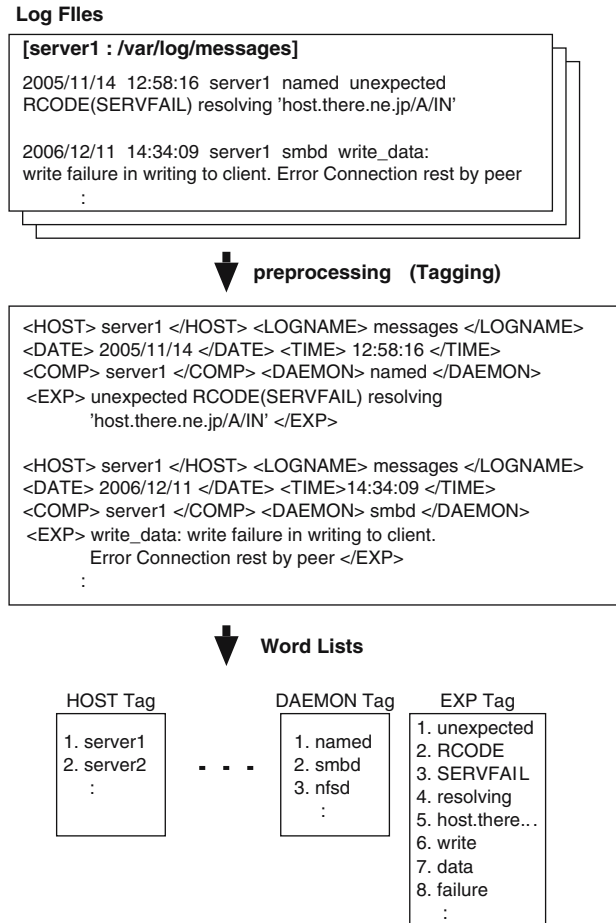 Log FIles
[server1 : /var/log/messages]
2005/11/14 12:58:16 server1 named unexpected
RCODE(SERVFAIL) resolving 'host.there.ne.jp/A/IN'
2006/12/11 14:34:09 server1 smbd write_data:
write failure in writing to client. Error Connection rest by peer
:
preprocessing (Tagging)
<HOST> server1 </HOST> <LOGNAME> messages </LOGNAME>
<DATE> 2005/11/14 </DATE> <TIME> 12:58:16 </TIME>
<COMP> server1 </COMP> <DAEMON> named </DAEMON>
<EXP> unexpected RCODE(SERVFAIL) resolving
'host.there.ne.jp/A/IN' </EXP>
<HOST> server1 </HOST> <LOGNAME> messages </LOGNAME>
<DATE> 2006/12/11 </DATE> <TIME>14:34:09 </TIME>
<COMP> server1 </COMP> <DAEMON> smbd </DAEMON>
<EXP> write_data: write failure in writing to client.
Error Connection rest by peer </EXP>
:
Word Lists
HOST Tag
1. server1
2. server2
:
- - -
DAEMON Tag
1. named
2. smbd
3. nfsd
:
EXP Tag
1. unexpected
2. RCODE
3. SERVFAIL
4. resolving
5. host.there...
6. write
7. data
8. failure
: